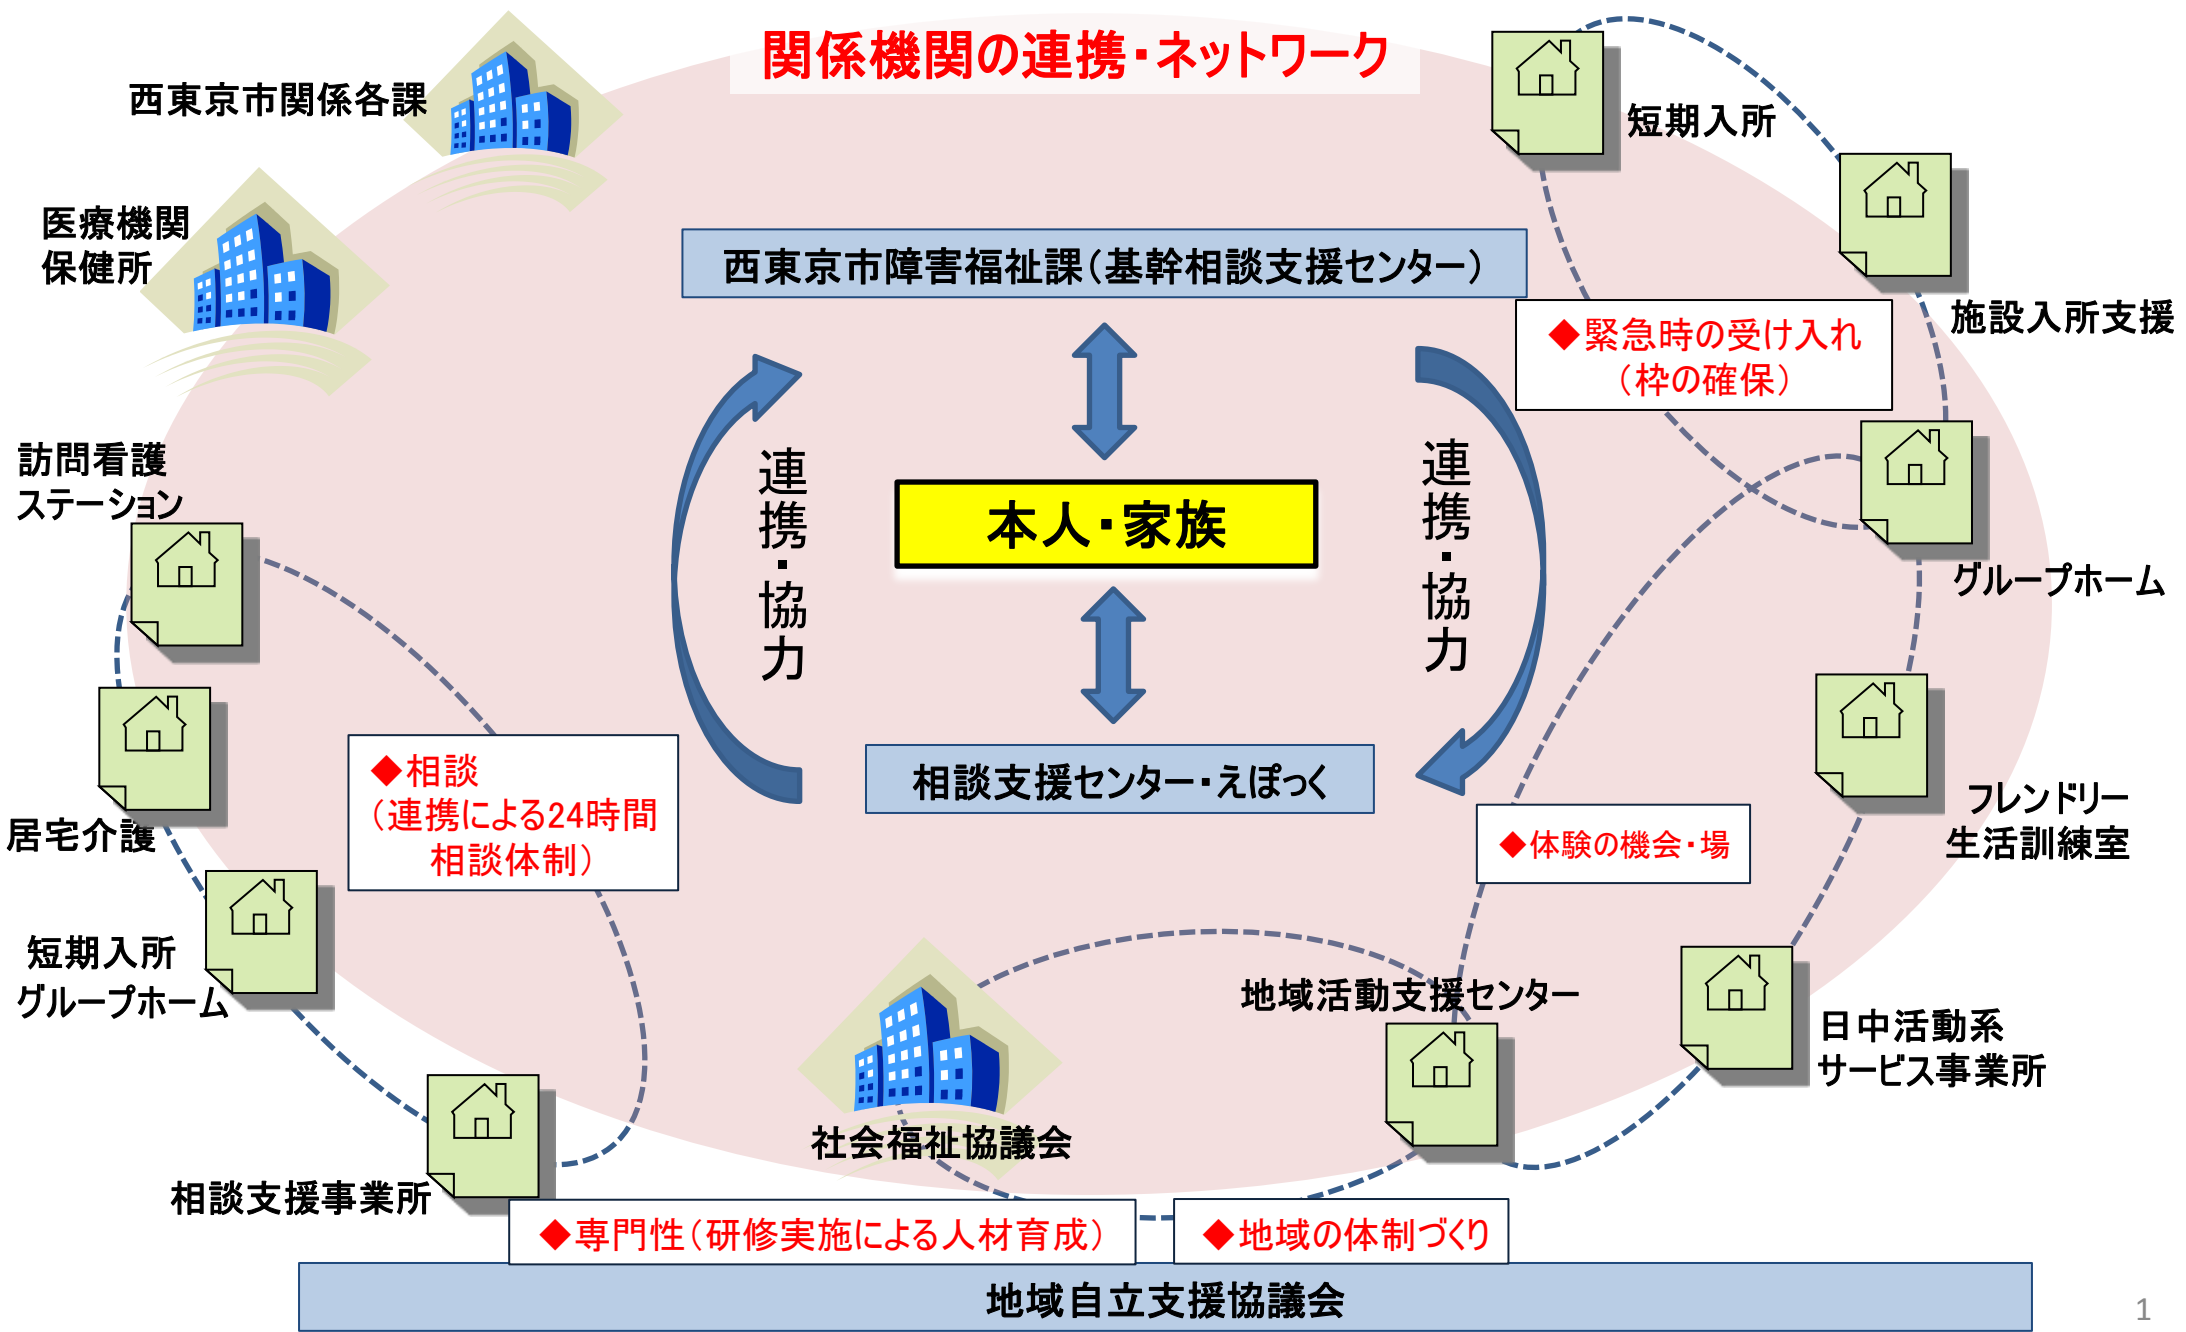 関係機関の連携・ネットワーク
西東京市関係各課
短期入所
医療機関
保健所
西東京市障害福祉課（基幹相談支援センター）
施設入所支援
◆緊急時の受け入れ
（枠の確保）
訪問看護
ステーション
連携・協力
本人・家族
連携・協力
グループホーム
◆相談
（連携による24時間
相談体制）
相談支援センター・えぽっく
フレンドリー
生活訓練室
◆体験の機会・場
居宅介護
短期入所
グループホーム
地域活動支援センター
日中活動系
サービス事業所
社会福祉協議会
相談支援事業所
◆専門性（研修実施による人材育成）
◆地域の体制づくり
地域自立支援協議会
1